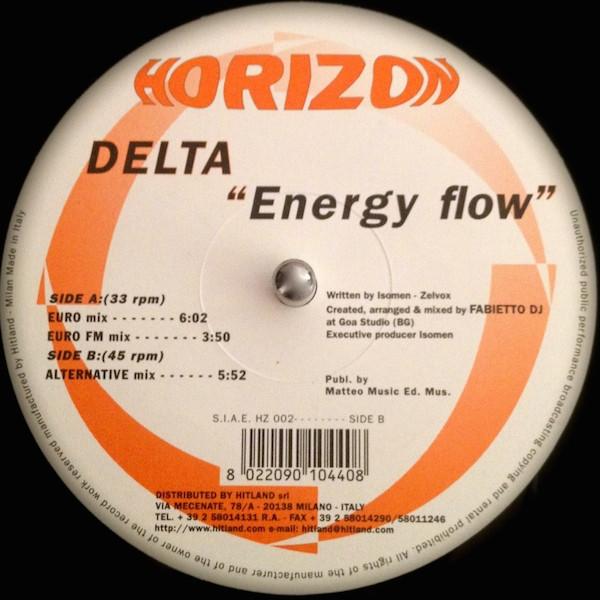 HORIZON
DELTA
“Energy flow”
SIDE A:(33 rpm)
EURO mix - - - - - - - 6:02
EURO FM mix - - - - - - - 3:50
SIDE B:(45 rpm)
ALTERNATIVE mix - - - - - - 5:52
Written by Isomen - Zelvox
Created, arranged & mixed by FABIETTO DJ
at Goa Studio (BG)
Executive producer Isomen
Publ. by
Matteo Music Ed. Mus.
S.I.A.E. HZ 002- - - - - - - - SIDE B
8 022090 104408
DISTRIBUTED BY HITLAND srl
VIA MECENATE, 78/A - 20138 MILANO - ITALY
TEL. + 39 2 58014131 R.A. - FAX + 39 2 58014290/58011246
http://www.hitland.com e-mail: hitland@hitland.com
Unauthorized public performance broadcasting copying and rental prohibited. All rights of the manufacturer and of the owner of the record work reserved manufactured by Hitland - Milan Made in Italy